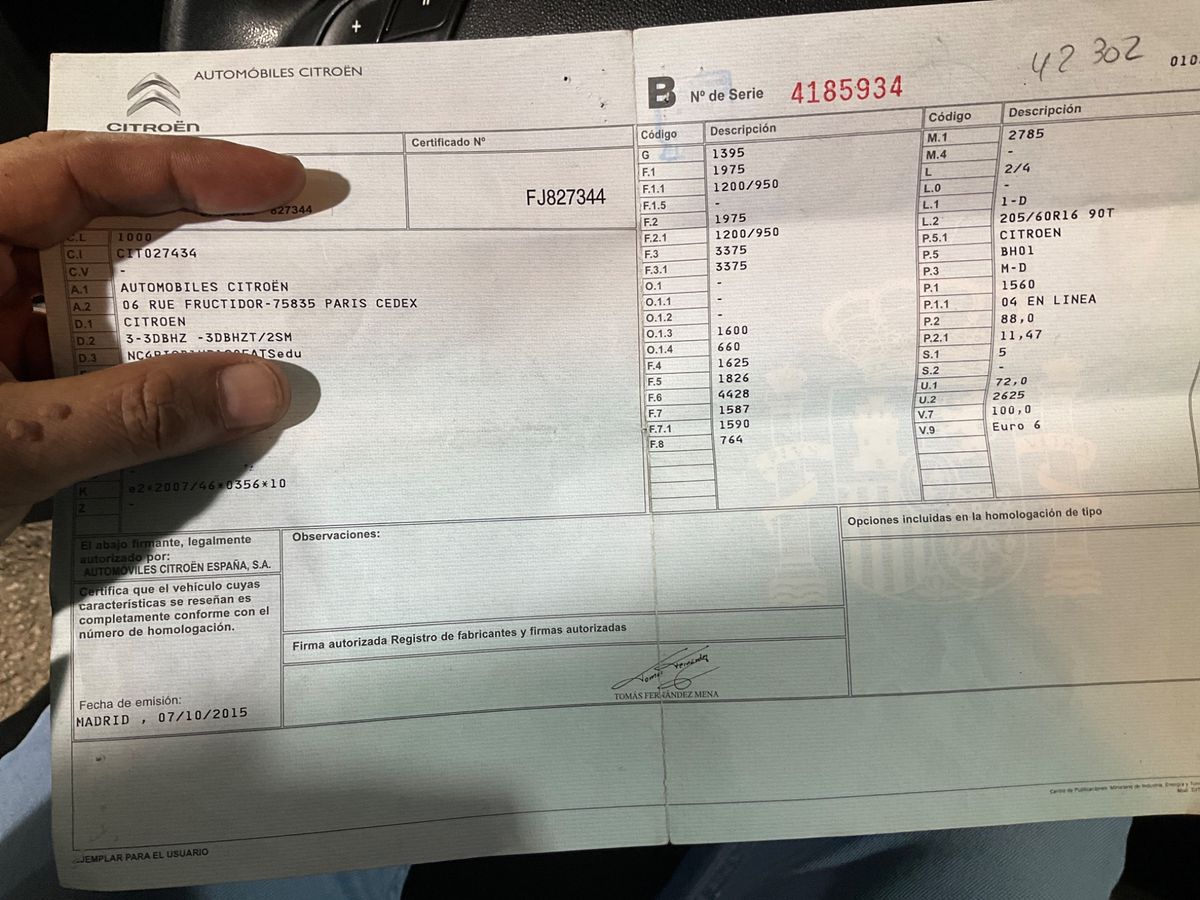 AUTOMÓBILES CITROËN
CITROËN
Certificado Nº
FJ827344
827344
C.L 1000
C.I CIT027434
C.V -
A.1 AUTOMOBILES CITROËN
A.2 06 RUE FRUCTIDOR-75835 PARIS CEDEX
D.1 CITROEN
D.2 3-3DBHZ -3DBHZT/2SM
D.3
-
K e2*2007/46*0356*10
Z -
El abajo firmante, legalmente
autorizado por:
AUTOMÓVILES CITROËN ESPAÑA, S.A.
Certifica que el vehículo cuyas
características se reseñan es
completamente conforme con el
número de homologación.
Fecha de emisión:
MADRID , 07/10/2015
Observaciones:
Firma autorizada Registro de fabricantes y firmas autorizadas
TOMÁS FERNÁNDEZ MENA
EJEMPLAR PARA EL USUARIO
B Nº de Serie 4185934
42 302
010
Código Descripción
G 1395
F.1 1975
F.1.1 1200/950
F.1.5 -
F.2 1975
F.2.1 1200/950
F.3 3375
F.3.1 3375
O.1 -
O.1.1 -
O.1.2 -
O.1.3 1600
O.1.4 660
F.4 1625
F.5 1826
F.6 4428
F.7 1587
F.7.1 1590
F.8 764
Código Descripción
M.1 2785
M.4 -
L 2/4
L.0 -
L.1 1-D
L.2 205/60R16 90T
P.5.1 CITROEN
P.5 BH01
P.3 M-D
P.1 1560
P.1.1 04 EN LINEA
P.2 88,0
P.2.1 11,47
S.1 5
S.2 -
U.1 72,0
U.2 2625
V.7 100,0
V.9 Euro 6
Opciones incluidas en la homologación de tipo
Centro de Publicaciones. Ministerio de Industria, Energía y